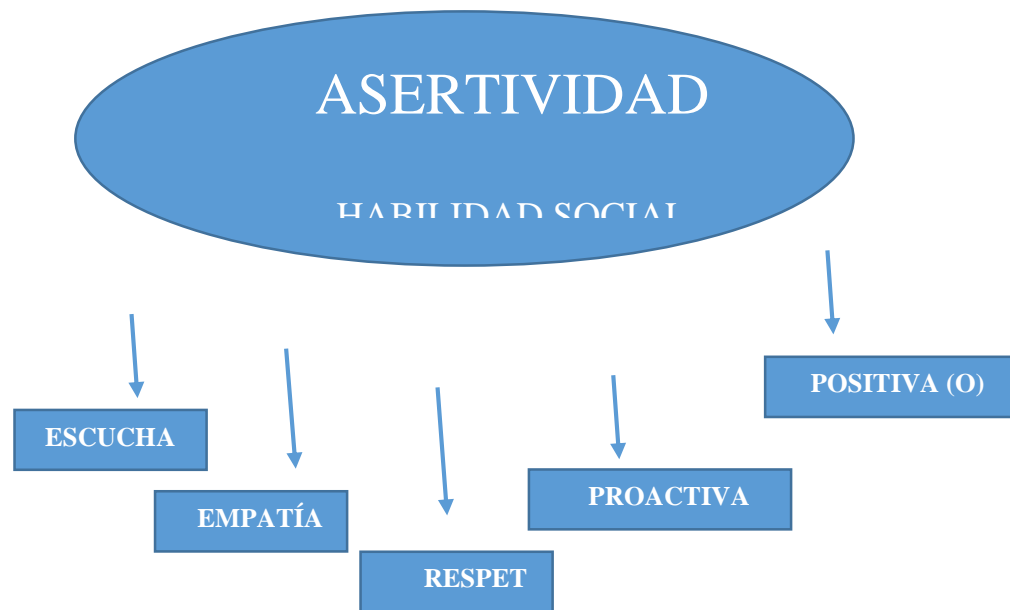 ASERTIVIDAD
HABILIDAD SOCIAL
POSITIVA (O)
ESCUCHA
PROACTIVA
EMPATÍA
RESPET